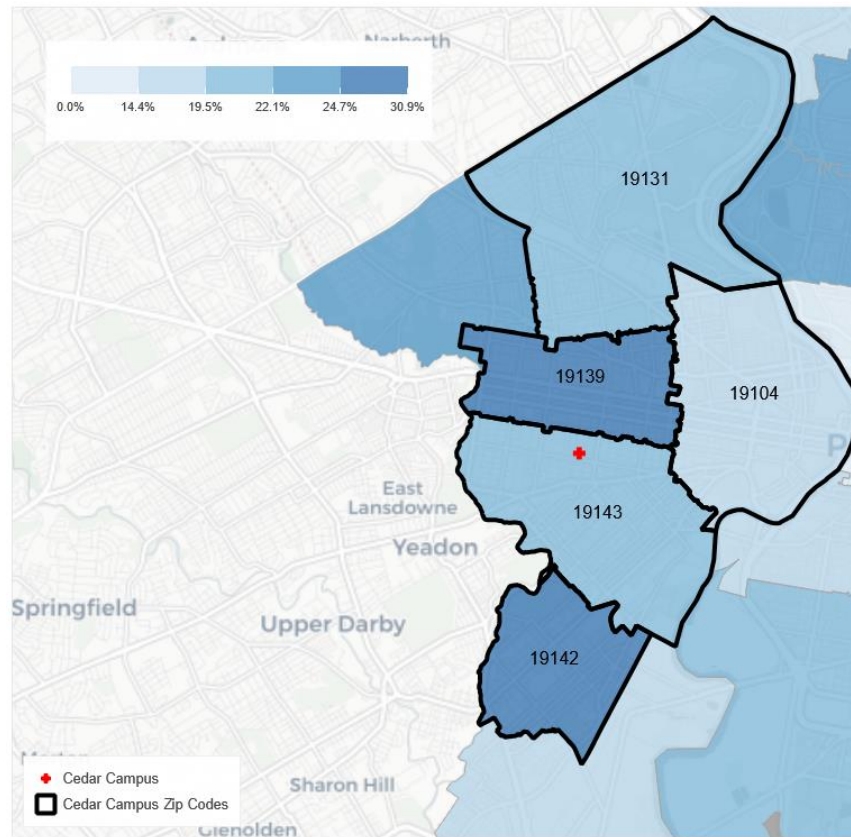 Narberth
0.0% 14.4% 19.5% 22.1% 24.7% 30.9%
19131
19139
19104
East
Lansdowne
19143
Yeadon
Springfield
Upper Darby
19142
Cedar Campus
Sharon Hill
Cedar Campus Zip Codes
Glenolden